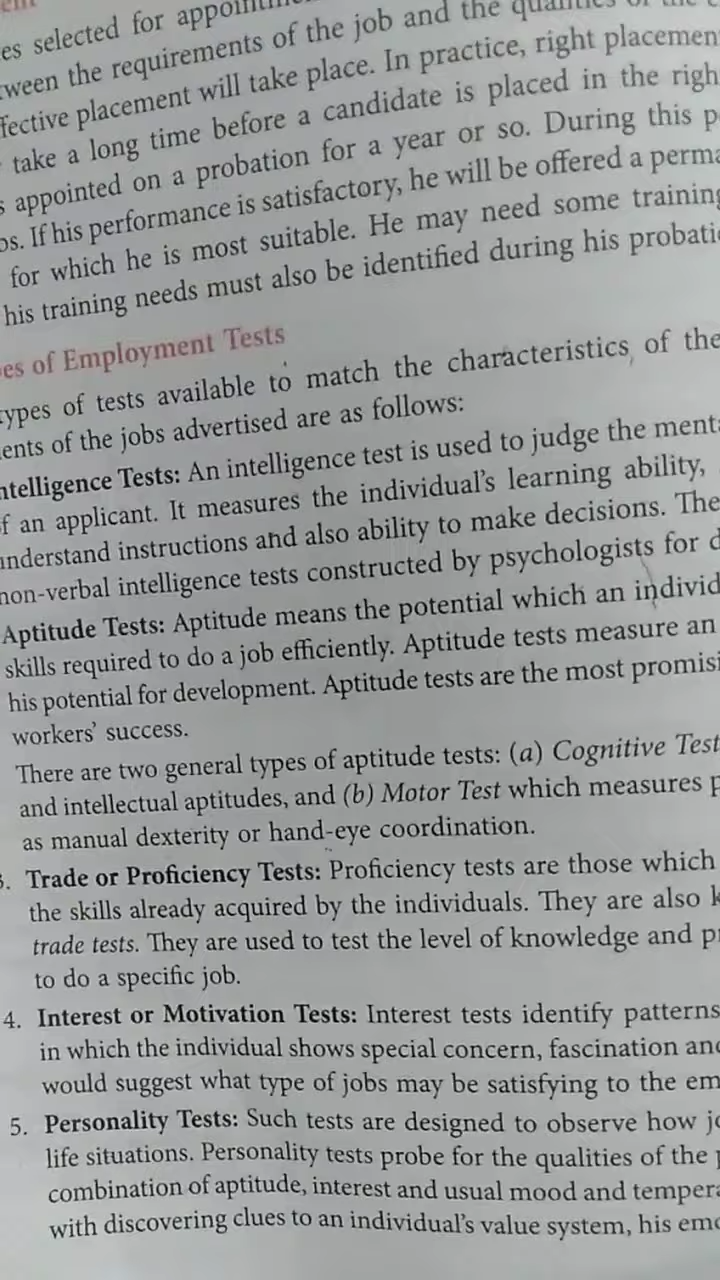 selected for appointm
the requirements of the job and the qualities of the
placement will take place. In practice, right placemen
take a long time before a candidate is placed in the righ
appointed on a probation for a year or so. During this p
If his performance is satisfactory, he will be offered a perma
for which he is most suitable. He may need some training
his training needs must also be identified during his probati
es of Employment Tests
types of tests available to match the characteristics of the
ents of the jobs advertised are as follows:
ntelligence Tests: An intelligence test is used to judge the ment
f an applicant. It measures the individual's learning ability,
understand instructions and also ability to make decisions. The
non-verbal intelligence tests constructed by psychologists for d
Aptitude Tests: Aptitude means the potential which an individ
skills required to do a job efficiently. Aptitude tests measure an
his potential for development. Aptitude tests are the most promisi
workers' success.
There are two general types of aptitude tests: (a) Cognitive Test
and intellectual aptitudes, and (b) Motor Test which measures p
as manual dexterity or hand-eye coordination.
3. Trade or Proficiency Tests: Proficiency tests are those which
the skills already acquired by the individuals. They are also k
trade tests. They are used to test the level of knowledge and pr
to do a specific job.
4. Interest or Motivation Tests: Interest tests identify patterns
in which the individual shows special concern, fascination and
would suggest what type of jobs may be satisfying to the em
5. Personality Tests: Such tests are designed to observe how jo
life situations. Personality tests probe for the qualities of the p
combination of aptitude, interest and usual mood and tempera
with discovering clues to an individual's value system, his emo